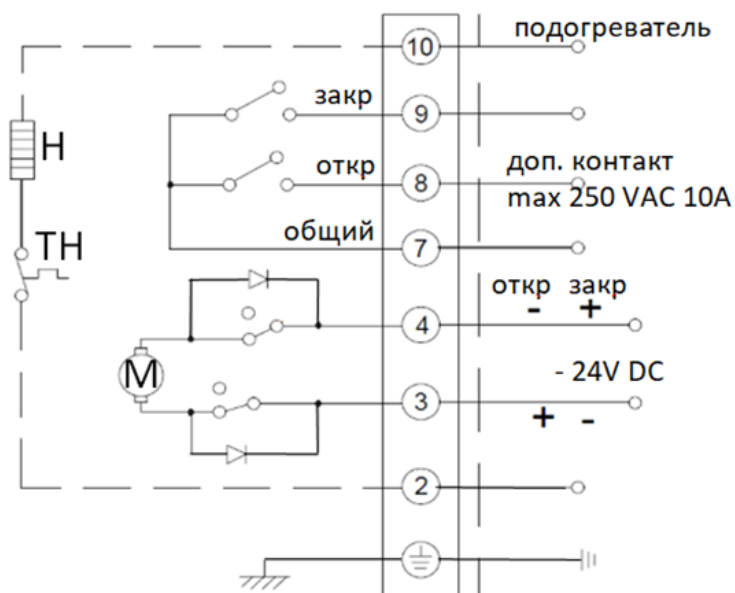 10 подогреватель
закр 9
H
откр 8 доп. контакт
max 250 VAC 10A
TH
общий 7
откр закр
- +
4
M
- 24V DC
3
+ -
2